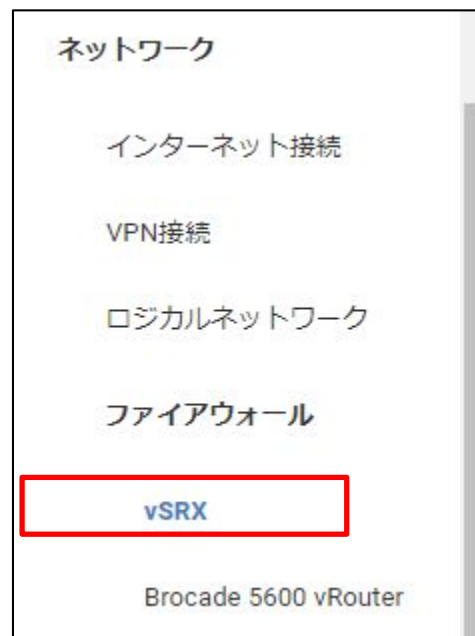 ネットワーク
インターネット接続
VPN接続
ロジカルネットワーク
ファイアウォール
vSRX
Brocade 5600 vRouter